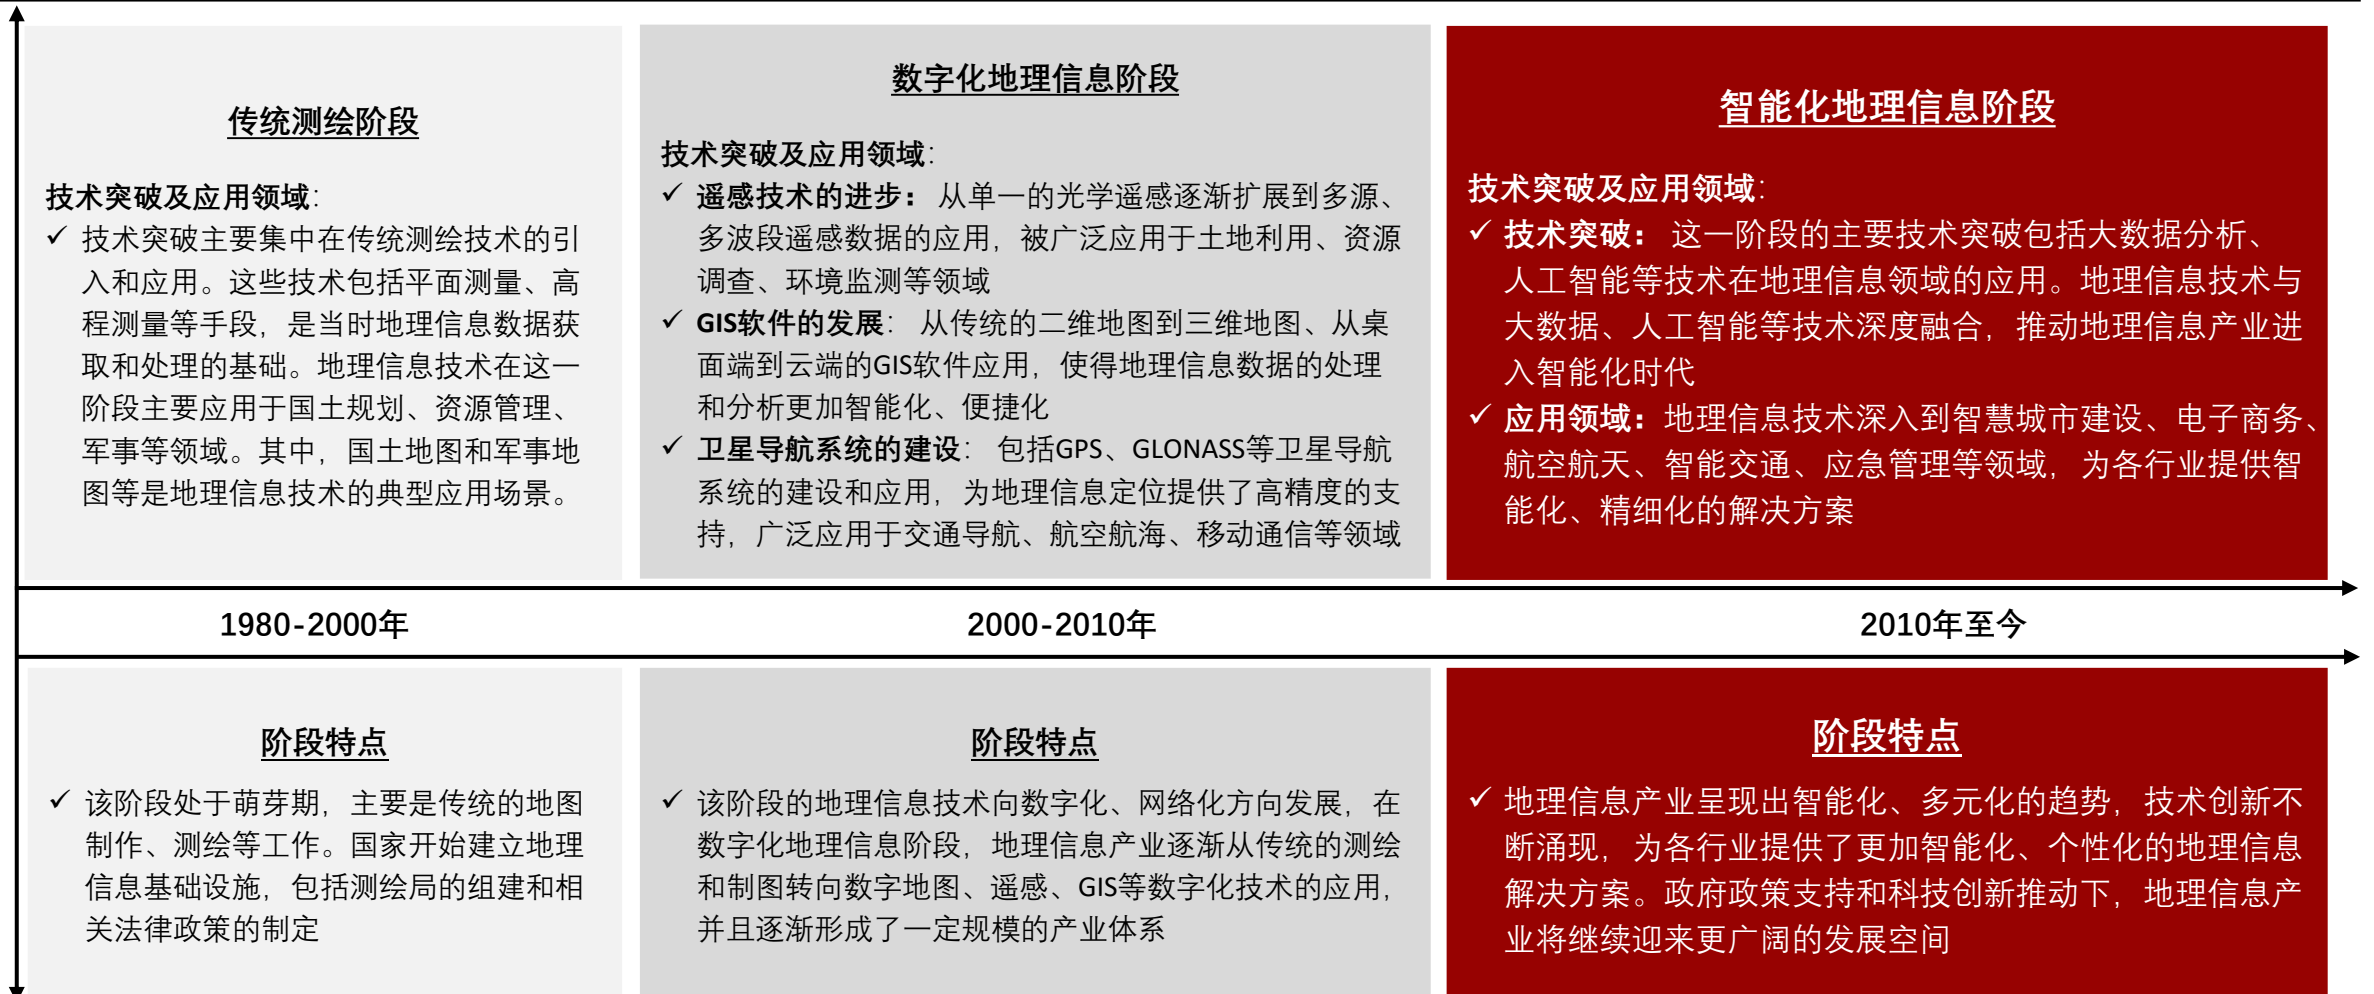 传统测绘阶段
技术突破及应用领域：
✓ 技术突破主要集中在传统测绘技术的引
入和应用。这些技术包括平面测量、高
程测量等手段，是当时地理信息数据获
取和处理的基础。地理信息技术在这一
阶段主要应用于国土规划、资源管理、
军事等领域。其中，国土地图和军事地
图等是地理信息技术的典型应用场景。
数字化地理信息阶段
技术突破及应用领域：
✓ 遥感技术的进步： 从单一的光学遥感逐渐扩展到多源、
多波段遥感数据的应用，被广泛应用于土地利用、资源
调查、环境监测等领域
✓ GIS软件的发展： 从传统的二维地图到三维地图、从桌
面端到云端的GIS软件应用，使得地理信息数据的处理
和分析更加智能化、便捷化
✓ 卫星导航系统的建设： 包括GPS、GLONASS等卫星导航
系统的建设和应用，为地理信息定位提供了高精度的支
持，广泛应用于交通导航、航空航海、移动通信等领域
智能化地理信息阶段
技术突破及应用领域：
✓ 技术突破： 这一阶段的主要技术突破包括大数据分析、
人工智能等技术在地理信息领域的应用。地理信息技术与
大数据、人工智能等技术深度融合，推动地理信息产业进
入智能化时代
✓ 应用领域：地理信息技术深入到智慧城市建设、电子商务、
航空航天、智能交通、应急管理等领域，为各行业提供智
能化、精细化的解决方案
1980-2000年
2000-2010年
2010年至今
阶段特点
✓ 该阶段处于萌芽期，主要是传统的地图
制作、测绘等工作。国家开始建立地理
信息基础设施，包括测绘局的组建和相
关法律政策的制定
阶段特点
✓ 该阶段的地理信息技术向数字化、网络化方向发展，在
数字化地理信息阶段，地理信息产业逐渐从传统的测绘
和制图转向数字地图、遥感、GIS等数字化技术的应用，
并且逐渐形成了一定规模的产业体系
阶段特点
✓ 地理信息产业呈现出智能化、多元化的趋势，技术创新不
断涌现，为各行业提供了更加智能化、个性化的地理信息
解决方案。政府政策支持和科技创新推动下，地理信息产
业将继续迎来更广阔的发展空间